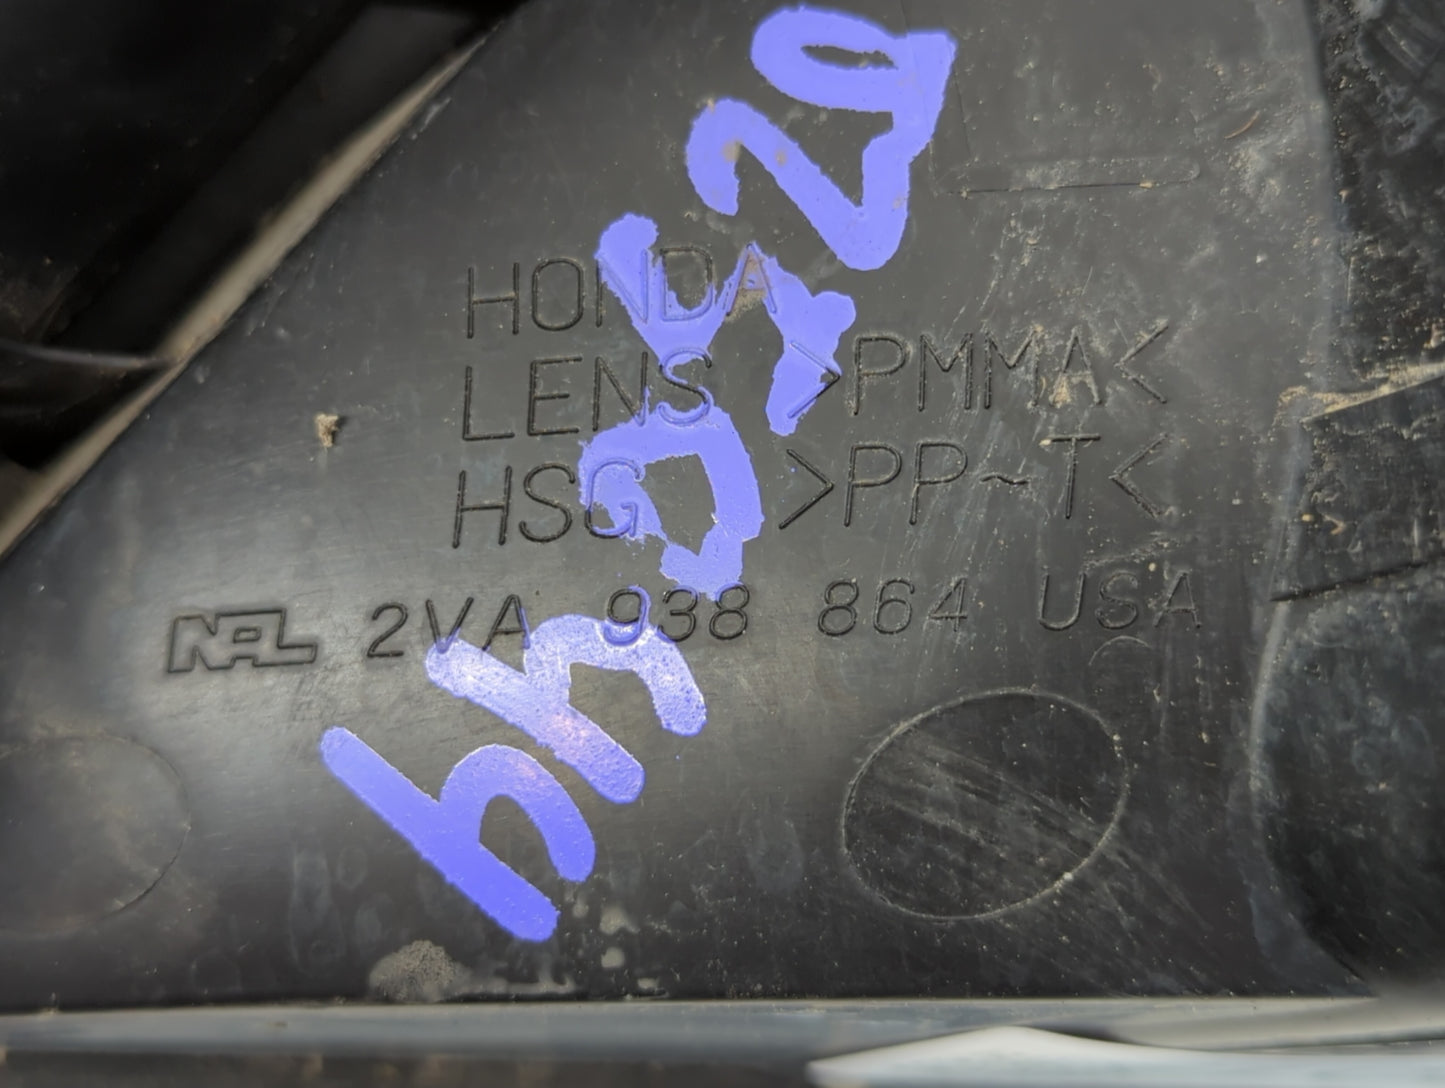 HONDA
LENS >PMMA<
HSG >PP-T<
NAL 2VA 938 864 USA